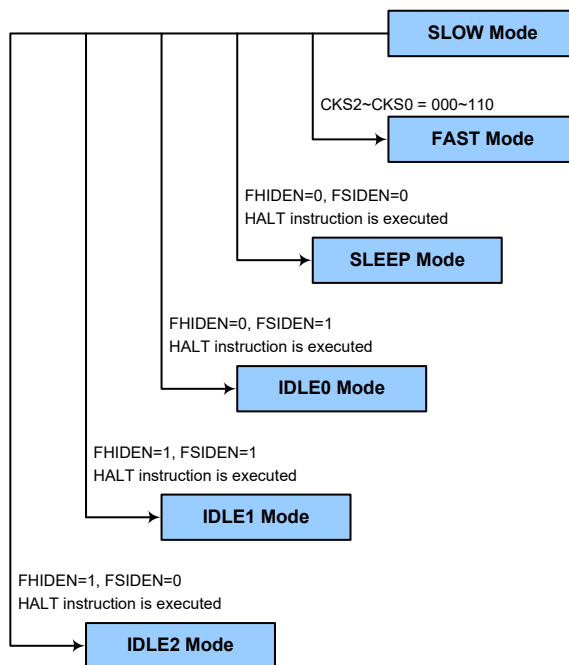 SLOW Mode
CKS2~CKS0 = 000~110
FAST Mode
FHIDEN=0, FSIDEN=0
HALT instruction is executed
SLEEP Mode
FHIDEN=0, FSIDEN=1
HALT instruction is executed
IDLE0 Mode
FHIDEN=1, FSIDEN=1
HALT instruction is executed
IDLE1 Mode
FHIDEN=1, FSIDEN=0
HALT instruction is executed
IDLE2 Mode